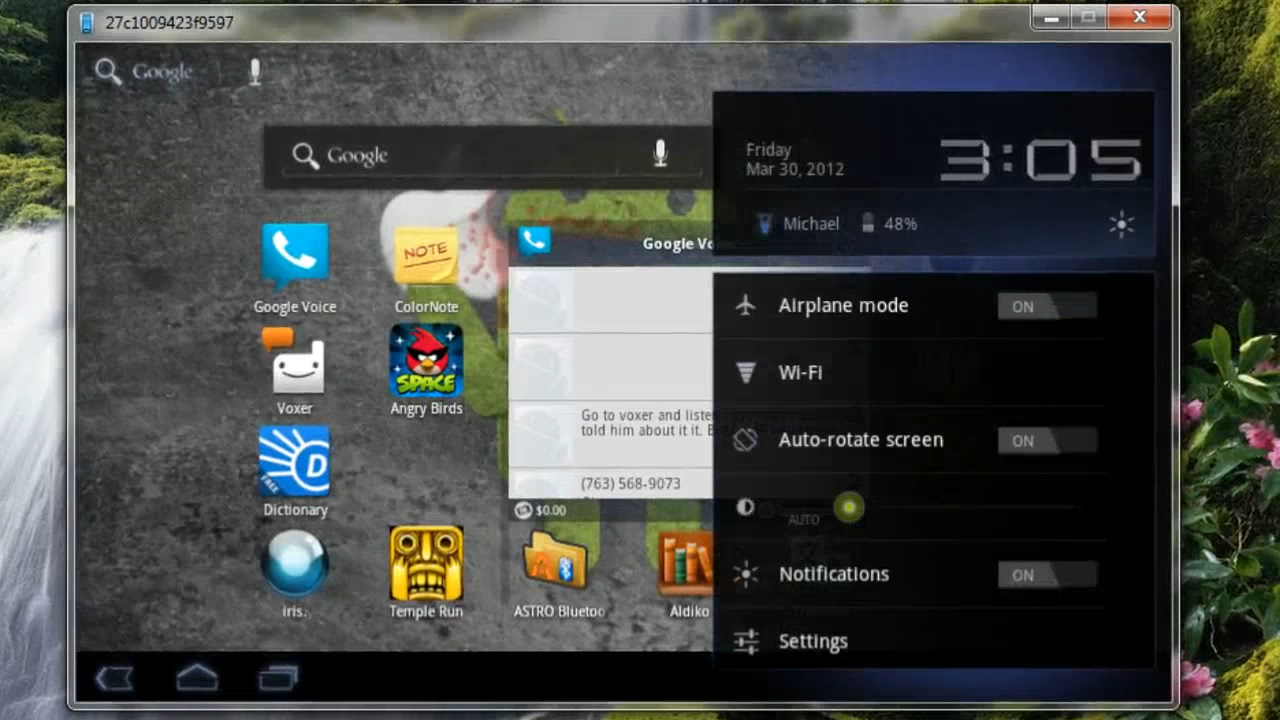 27c1009423f9597
Google
Google
Friday
Mar 30, 2012
3:05
Michael
48%
Google Vo
NOTE
Google Voice
ColorNote
Airplane mode
ON
SPACE
Voxer
Angry Birds
Wi-Fi
Go to voxer and liste
told him about it it.
Auto-rotate screen
ON
D
FREE
(763) 568-9073
Dictionary
$0.00
AUTO
Notifications
ON
iris.
Temple Run
ASTRO Bluetoo
Aldiko
Settings